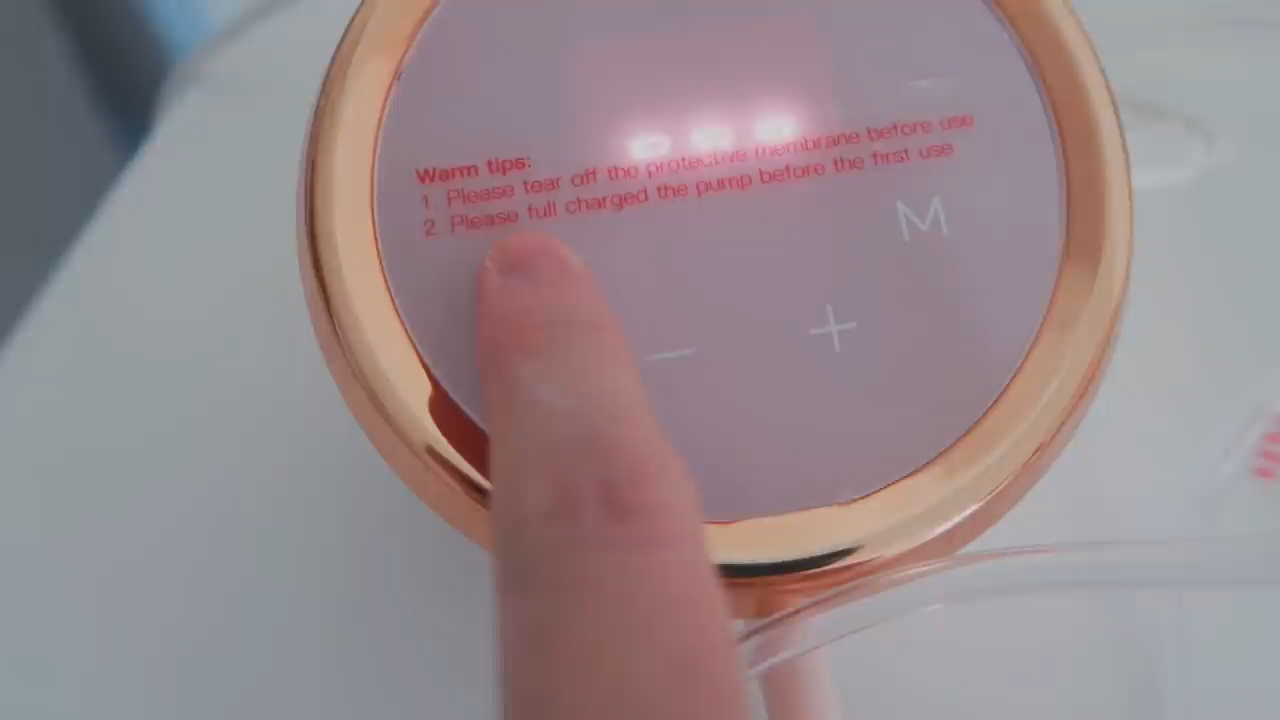 Warm tips:
1. Please tear off the protective membrane before use
2. Please full charged the pump before the first use
M
− +